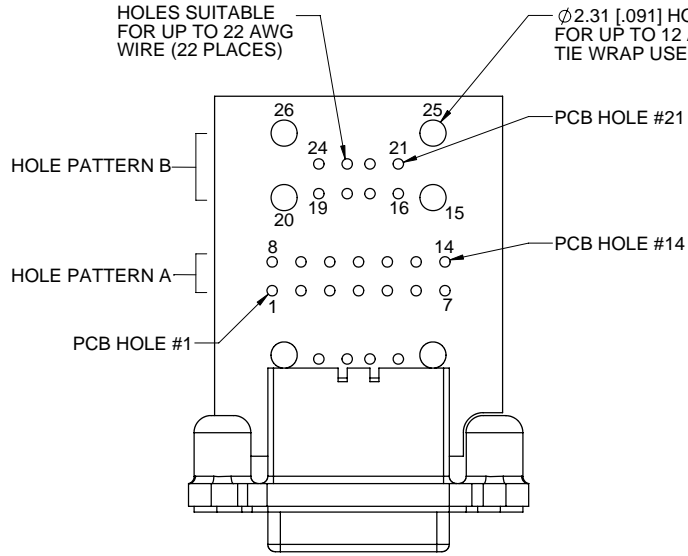 HOLES SUITABLE
FOR UP TO 22 AWG
WIRE (22 PLACES)
∅2.31 [.091]
FOR UP TO 12
TIE WRAP USE
26
25
PCB HOLE #21
24
21
HOLE PATTERN B
19
16
20
15
8
14
PCB HOLE #14
HOLE PATTERN A
1
7
PCB HOLE #1